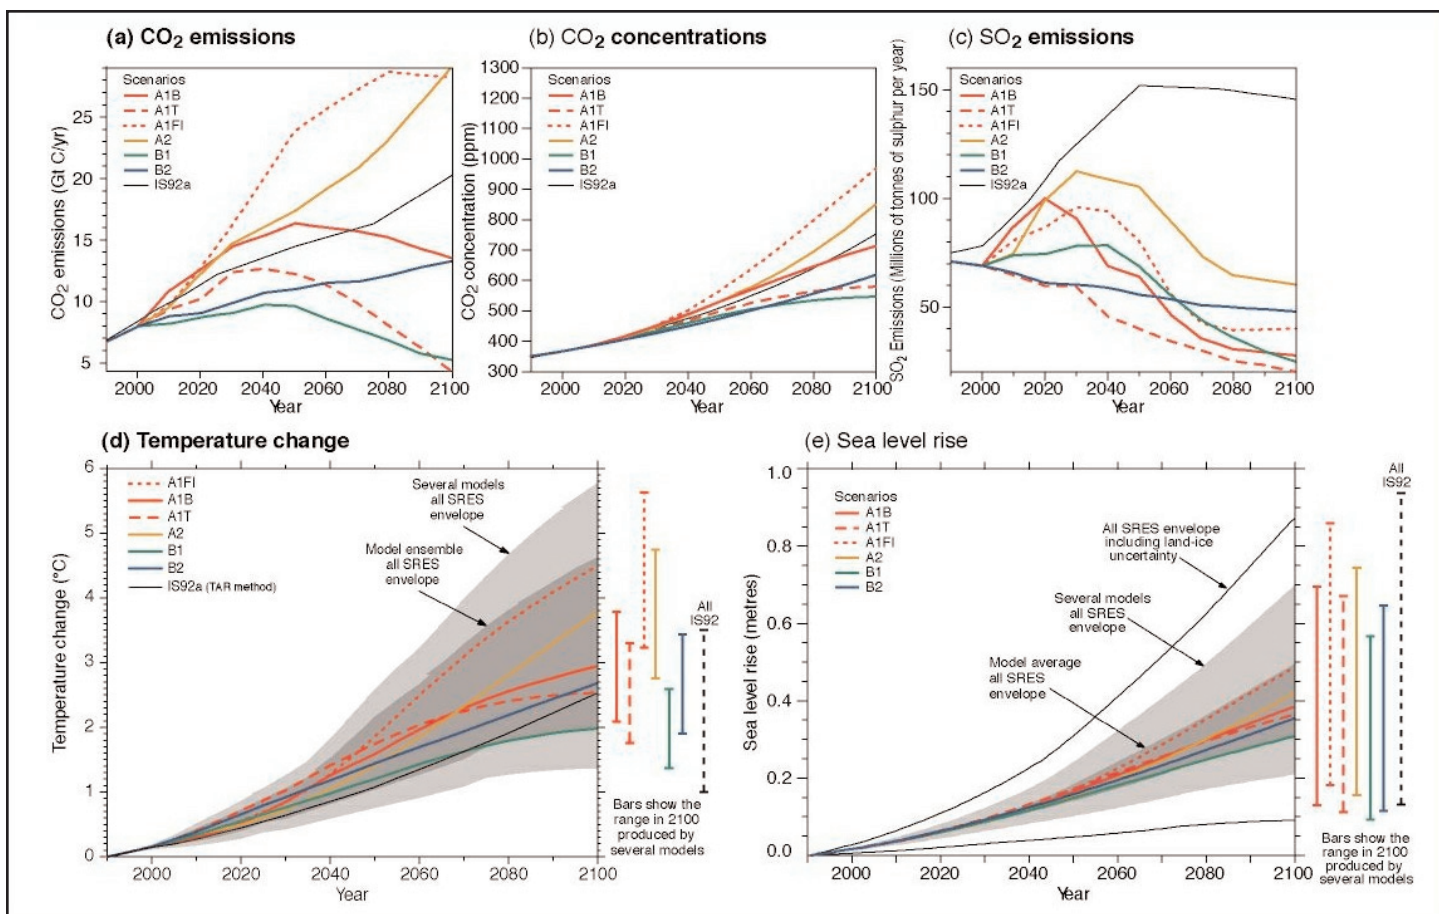 (a) CO2 emissions
CO2 emissions (Gt C/yr)
25
20
15
10
5
Scenarios
A1B
A1T
A1FI
A2
B1
B2
IS92a
2000 2020 2040 2060 2080 2100
Year
(b) CO2 concentrations
CO2 concentration (ppm)
1300
1200
1100
1000
900
800
700
600
500
400
300
Scenarios
A1B
A1T
A1FI
A2
B1
B2
IS92a
2000 2020 2040 2060 2080 2100
Year
(c) SO2 emissions
SO2 Emissions (Millions of tonnes of sulphur per year)
150
100
50
Scenarios
A1B
A1T
A1FI
A2
B1
B2
IS92a
2000 2020 2040 2060 2080 2100
Year
(d) Temperature change
Temperature change (°C)
6
5
4
3
2
1
0
A1FI
A1B
A1T
A2
B1
B2
IS92a (TAR method)
Several models
all SRES
envelope
Model ensemble
all SRES
envelope
All
IS92
Bars show the
range in 2100
produced by
several models
2000 2020 2040 2060 2080 2100
Year
(e) Sea level rise
Sea level rise (metres)
1.0
0.8
0.6
0.4
0.2
0.0
Scenarios
A1B
A1T
A1FI
A2
B1
B2
All SRES envelope
including land-ice
uncertainty
Several models
all SRES
envelope
Model average
all SRES
envelope
All
IS92
Bars show the
range in 2100
produced by
several models
2000 2020 2040 2060 2080 2100
Year